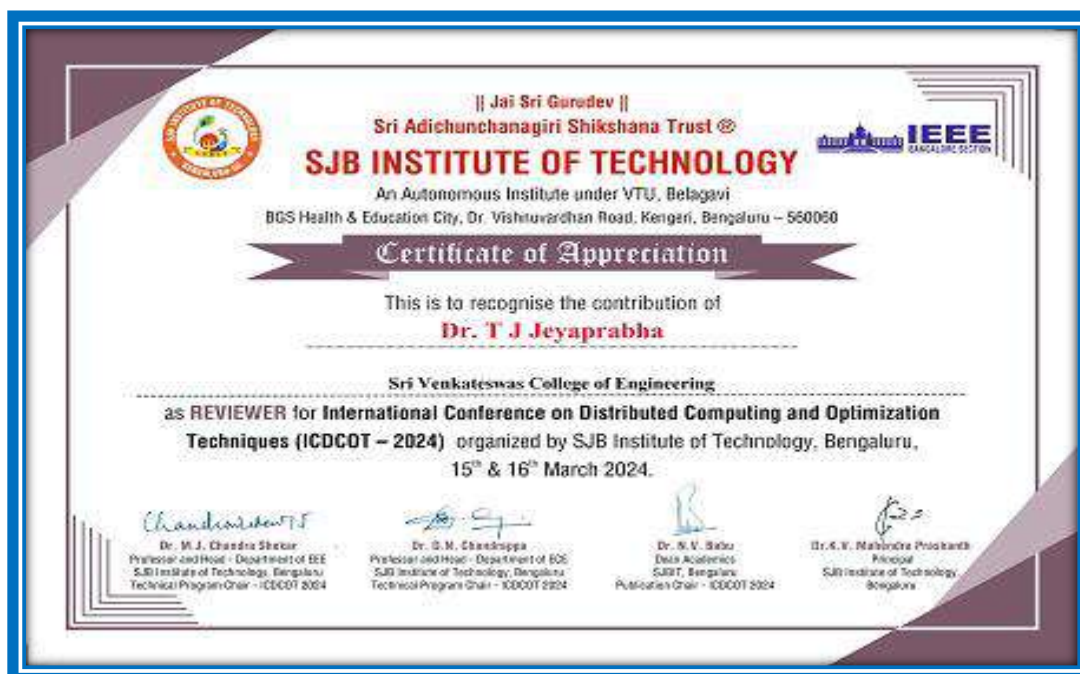 || Jai Sri Gurudev ||
Sri Adichunchanagiri Shikshana Trust ®
SJB INSTITUTE OF TECHNOLOGY
An Autonomous Institute under VTU, Belagavi
BGS Health & Education City, Dr. Vishnuvardhan Road, Kengeri, Bengaluru – 560060
IEEE
BANGALORE SECTION
Certificate of Appreciation
This is to recognise the contribution of
Dr. T J Jeyaprabha
Sri Venkateswas College of Engineering
as REVIEWER for International Conference on Distributed Computing and Optimization
Techniques (ICDCOT – 2024) organized by SJB Institute of Technology, Bengaluru,
15th & 16th March 2024.
Dr. M.J. Chandra Shekar
Professor and Head - Department of EEE
SJB Institute of Technology, Bengaluru
Technical Program Chair - ICDCOT 2024
Dr. Chandrappa
Professor and Head - Department of ECE
SJB Institute of Technology, Bengaluru
Technical Program Chair - ICDCOT 2024
Dr. N.V. Babu
Dean Academics
SJBIT, Bengaluru
Publication Chair - ICDCOT 2024
Dr.K.V. Mahendra Prashanth
Principal
SJB Institute of Technology
Bengaluru